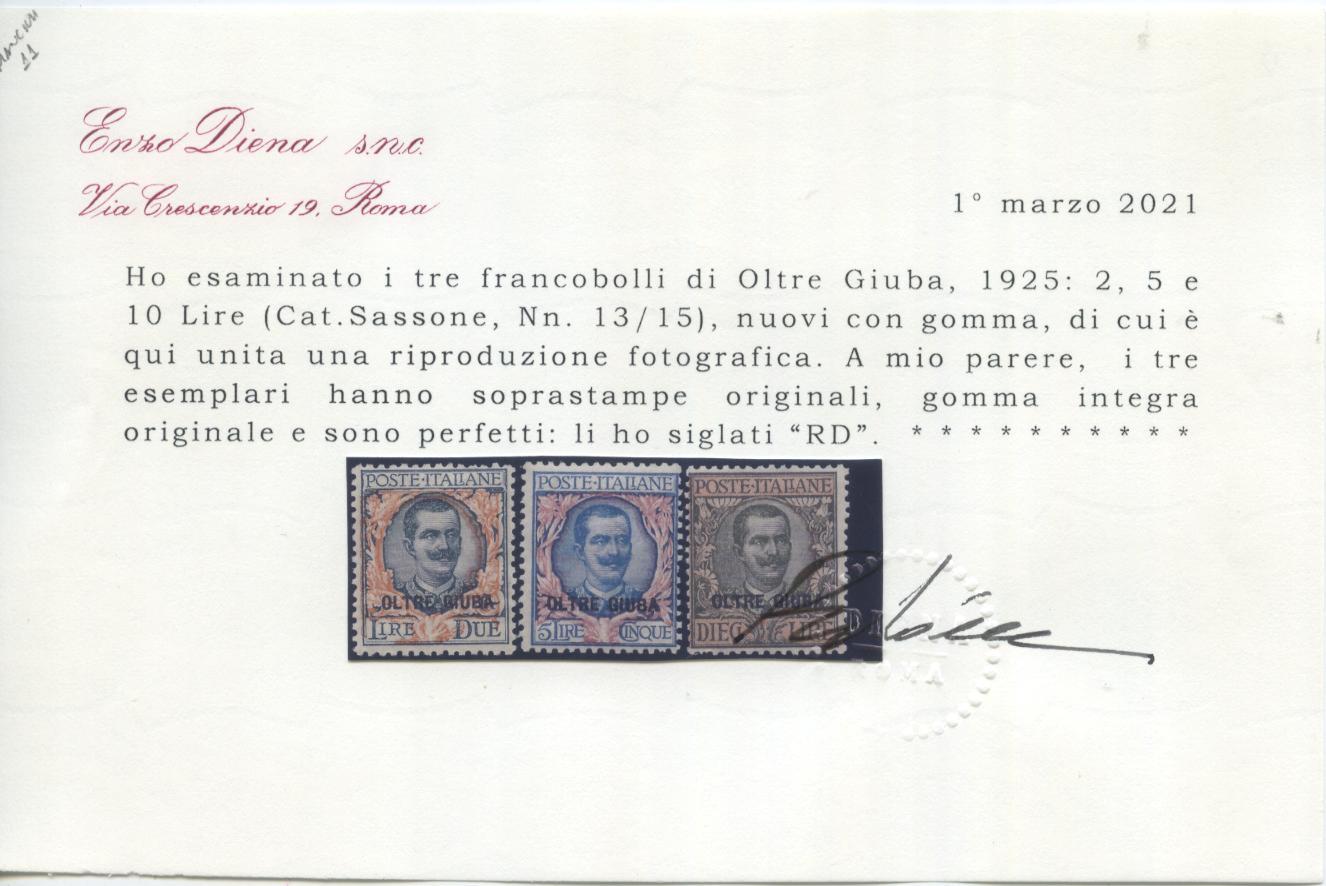 11
Enzo Diena s.n.c.
Via Crescenzio 19, Roma
1° marzo 2021
Ho esaminato i tre francobolli di Oltre Giuba, 1925: 2, 5 e
10 Lire (Cat.Sassone, Nn. 13/15), nuovi con gomma, di cui è
qui unita una riproduzione fotografica. A mio parere, i tre
esemplari hanno soprastampe originali, gomma integra
originale e sono perfetti: li ho siglati “RD”. * * * * * * * * * *
POSTE·ITALIANE
OLTRE GIUBA
LIRE DUE
POSTE·ITALIANE
OLTRE GIUBA
5 LIRE CINQUE
POSTE·ITALIANE
OLTRE GIUBA
DIECI LIRE